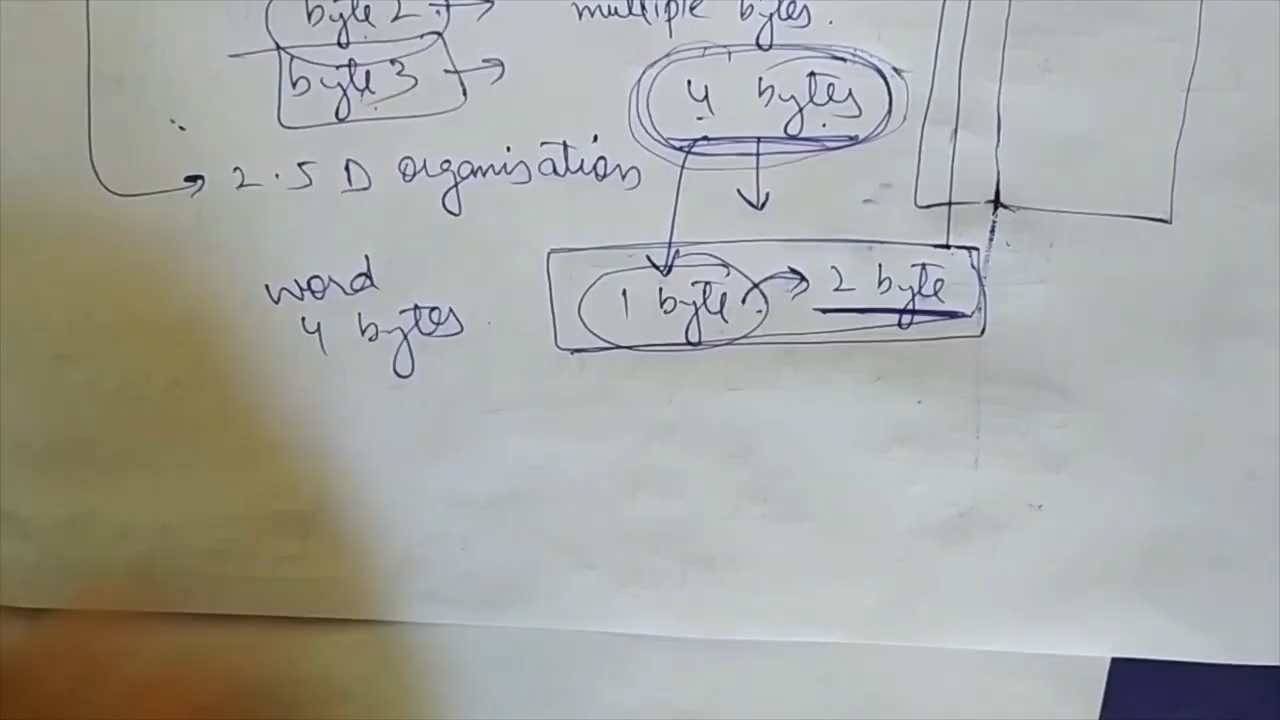 byte 2
multiple bytes.
byte 3
4 bytes
2.5 D organisation
1 byte → 2 byte
word
4 bytes